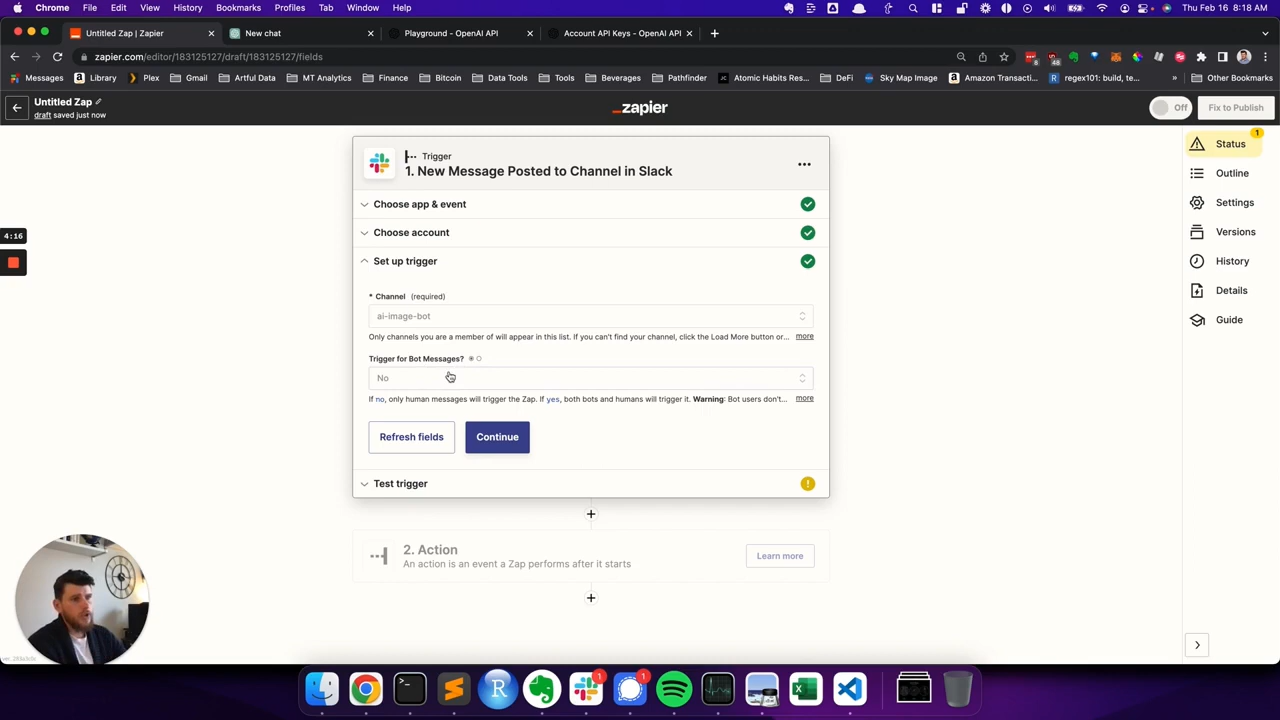 Chrome File Edit View History Bookmarks Profiles Tab Window Help
Thu Feb 16 8:18 AM
Untitled Zap | Zapier
New chat
Playground - OpenAI API
Account API Keys - OpenAI API
zapier.com/editor/183125127/draft/183125127/fields
Messages Library Plex Gmail Artful Data MT Analytics Finance Bitcoin Data Tools Tools Beverages Pathfinder Atomic Habits Res... DeFi Sky Map Image Amazon Transacti... regex101: build, te... » Other Bookmarks
Untitled Zap
draft saved just now
zapier
Off
Fix to Publish
Trigger
1. New Message Posted to Channel in Slack
Choose app & event
Choose account
Set up trigger
* Channel (required)
ai-image-bot
Only channels you are a member of will appear in this list. If you can't find your channel, click the Load More button or... more
Trigger for Bot Messages?
No
If no, only human messages will trigger the Zap. If yes, both bots and humans will trigger it. Warning: Bot users don't... more
Refresh fields
Continue
Test trigger
2. Action
An action is an event a Zap performs after it starts
Learn more
1
Status
Outline
Settings
Versions
History
Details
Guide
4:16
1
1